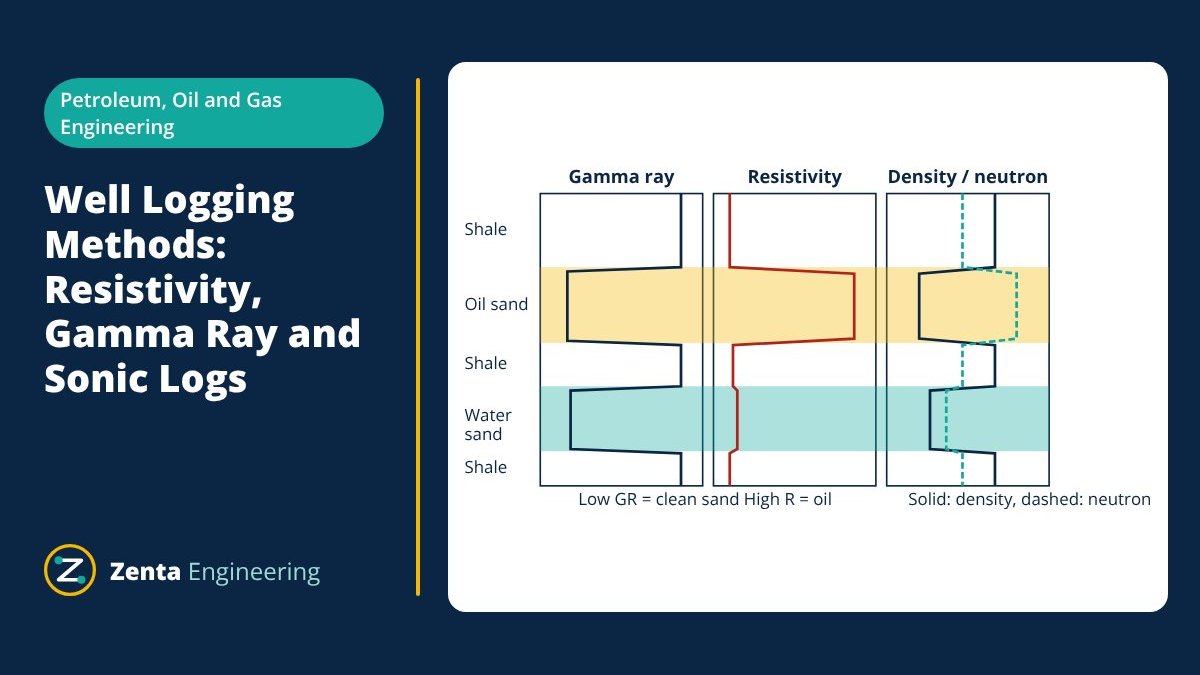 Petroleum, Oil and Gas
Engineering
Well Logging
Methods:
Resistivity,
Gamma Ray and
Sonic Logs
Zenta Engineering
Gamma ray
Resistivity
Density / neutron
Shale
Oil sand
Shale
Water
sand
Shale
Low GR = clean sand
High R = oil
Solid: density, dashed: neutron